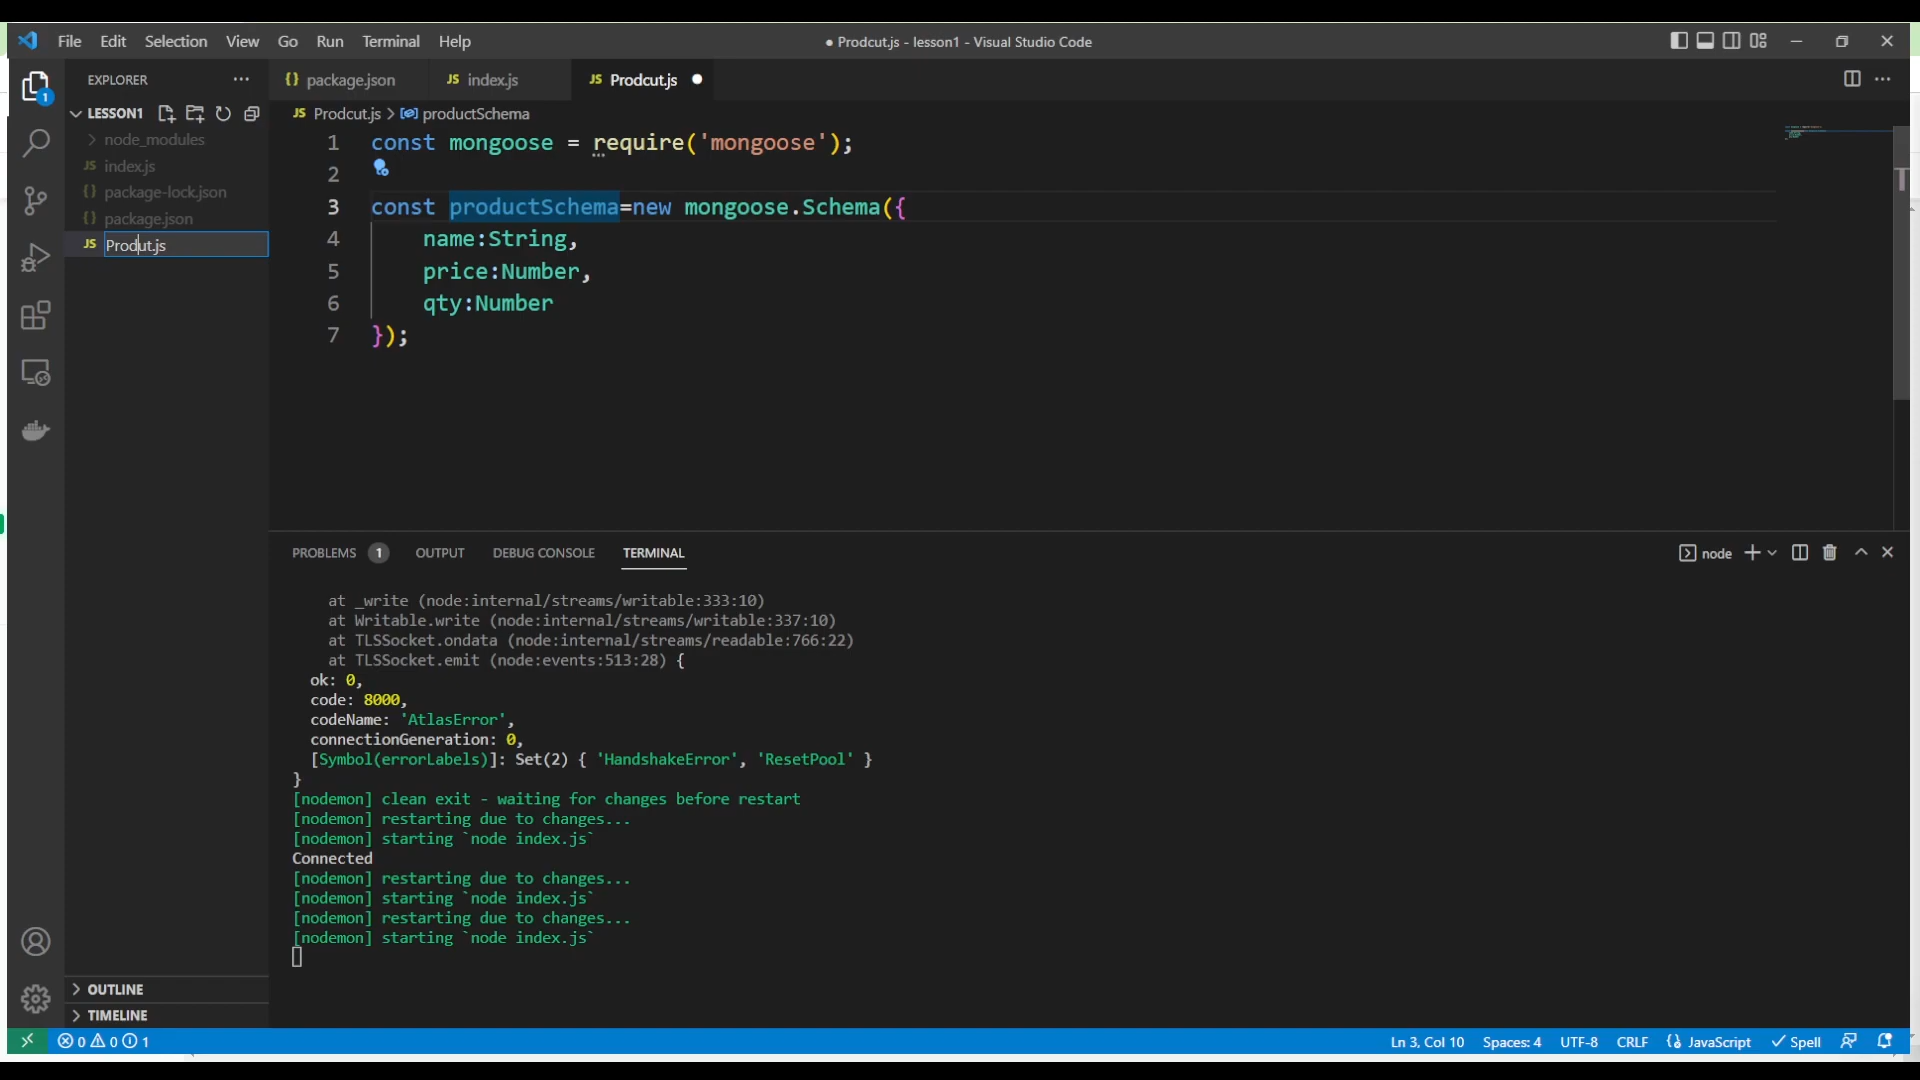 File Edit Selection View Go Run Terminal Help
● Prodcut.js - lesson1 - Visual Studio Code
EXPLORER
package.json
index.js
Prodcut.js
LESSON1
Prodcut.js > productSchema
node_modules
index.js
package-lock.json
package.json
Produt.js
1 const mongoose = require('mongoose');
2
3 const productSchema=new mongoose.Schema({
4 name:String,
5 price:Number,
6 qty:Number
7 });
PROBLEMS 1 OUTPUT DEBUG CONSOLE TERMINAL
node
at _write (node:internal/streams/writable:333:10)
at Writable.write (node:internal/streams/writable:337:10)
at TLSSocket.ondata (node:internal/streams/readable:766:22)
at TLSSocket.emit (node:events:513:28) {
ok: 0,
code: 8000,
codeName: 'AtlasError',
connectionGeneration: 0,
[Symbol(errorLabels)]: Set(2) { 'HandshakeError', 'ResetPool' }
}
[nodemon] clean exit - waiting for changes before restart
[nodemon] restarting due to changes...
[nodemon] starting `node index.js`
Connected
[nodemon] restarting due to changes...
[nodemon] starting `node index.js`
[nodemon] restarting due to changes...
[nodemon] starting `node index.js`
OUTLINE
TIMELINE
0 0 1
Ln 3, Col 10 Spaces: 4 UTF-8 CRLF JavaScript Spell